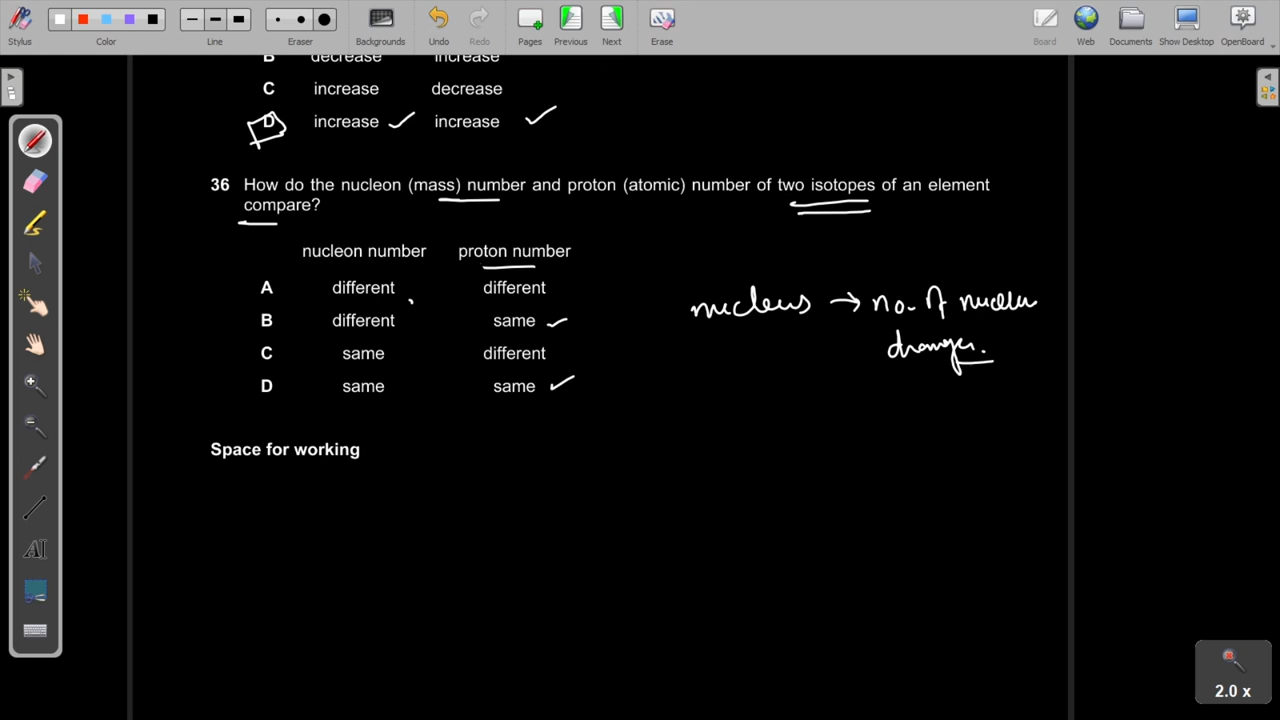 Stylus Color Line Eraser Backgrounds Undo Redo Pages Previous Next Erase Board Web Documents Show Desktop OpenBoard
B decrease increase
C increase decrease
D increase increase
36 How do the nucleon (mass) number and proton (atomic) number of two isotopes of an element
compare?
nucleon number proton number
A different different
B different same
C same different
D same same
nucleus → no. of
changes.
Space for working
2.0 x